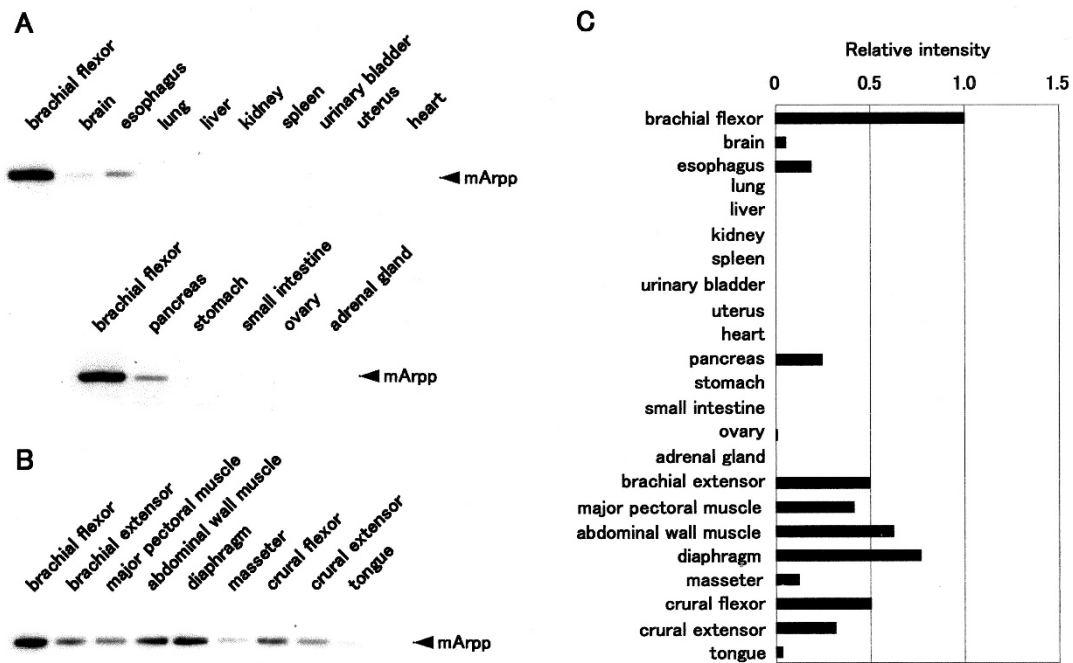 A
brachial flexor
brain
esophagus
lung
liver
kidney
spleen
urinary bladder
uterus
heart
mArpp
brachial flexor
pancreas
stomach
small intestine
ovary
adrenal gland
mArpp
B
brachial flexor
brachial extensor
major pectoral muscle
abdominal wall muscle
diaphragm
masseter
crural flexor
crural extensor
tongue
mArpp
C
Relative intensity
0 0.5 1.0 1.5
brachial flexor
brain
esophagus
lung
liver
kidney
spleen
urinary bladder
uterus
heart
pancreas
stomach
small intestine
ovary
adrenal gland
brachial extensor
major pectoral muscle
abdominal wall muscle
diaphragm
masseter
crural flexor
crural extensor
tongue